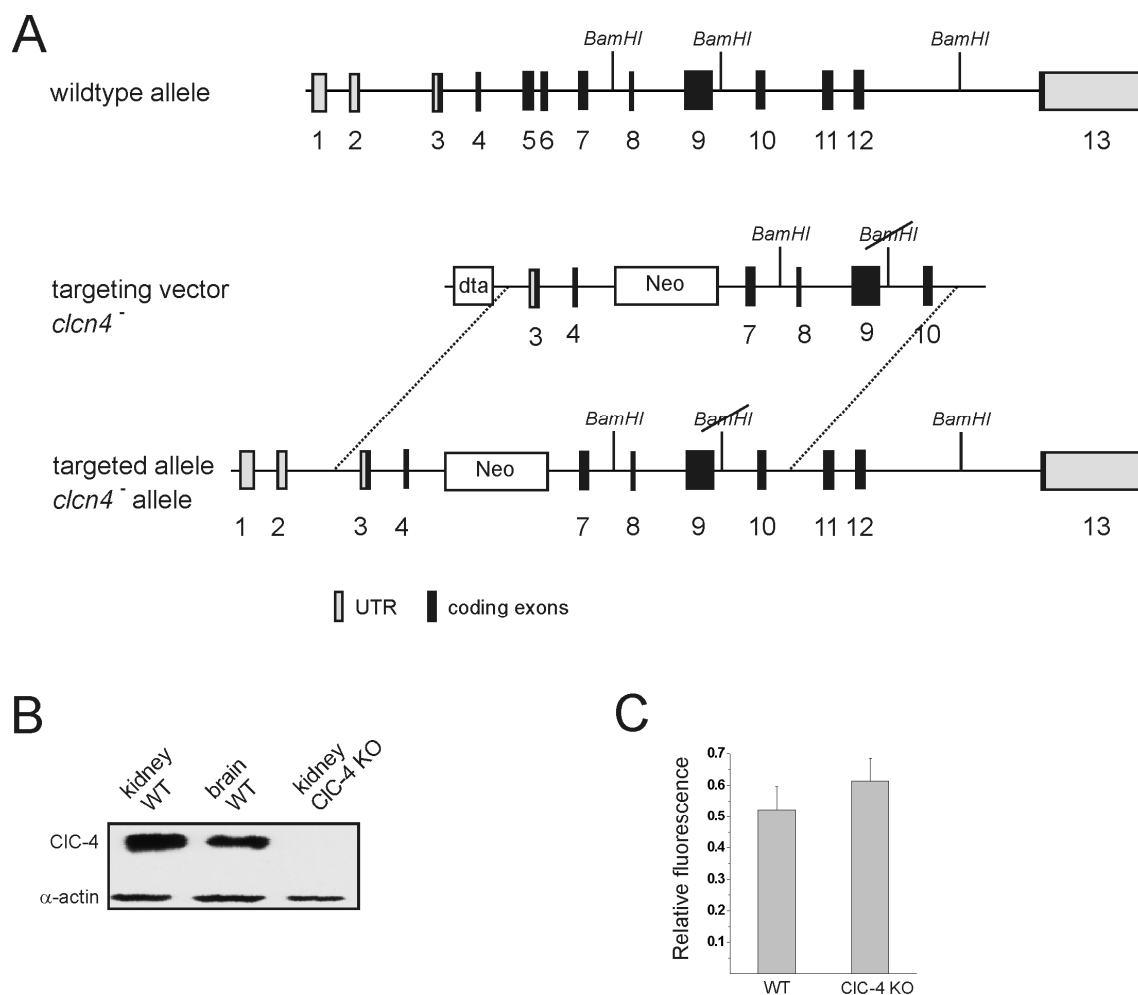 A
BamHI BamHI BamHI
wildtype allele
1 2 3 4 5 6 7 8 9 10 11 12 13
BamHI BamHI
dta Neo
targeting vector
clcn4 -
3 4 7 8 9 10
BamHI BamHI BamHI
Neo
targeted allele
clcn4 - allele
1 2 3 4 7 8 9 10 11 12 13
UTR coding exons
B
kidney WT
brain WT
kidney ClC-4 KO
ClC-4
α-actin
C
Relative fluorescence
0.7
0.6
0.5
0.4
0.3
0.2
0.1
WT ClC-4 KO